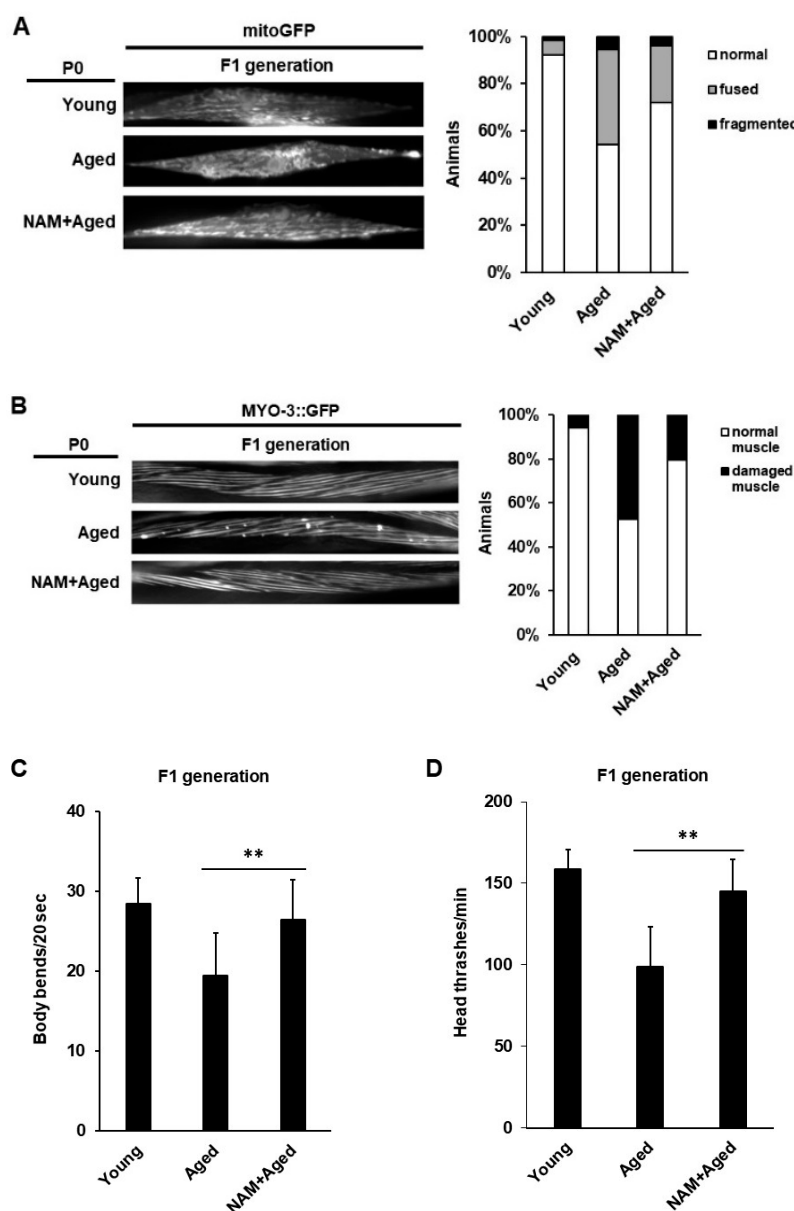 A
mitoGFP
P0
F1 generation
Young
Aged
NAM+Aged
Animals
100%
80%
60%
40%
20%
0%
Young
Aged
NAM+Aged
normal
fused
fragmented
B
MYO-3::GFP
P0
F1 generation
Young
Aged
NAM+Aged
Animals
100%
80%
60%
40%
20%
0%
Young
Aged
NAM+Aged
normal
muscle
damaged
muscle
C
F1 generation
Body bends/20 sec
40
30
20
10
0
**
Young
Aged
NAM+Aged
D
F1 generation
Head thrashes/min
200
150
100
50
0
**
Young
Aged
NAM+Aged